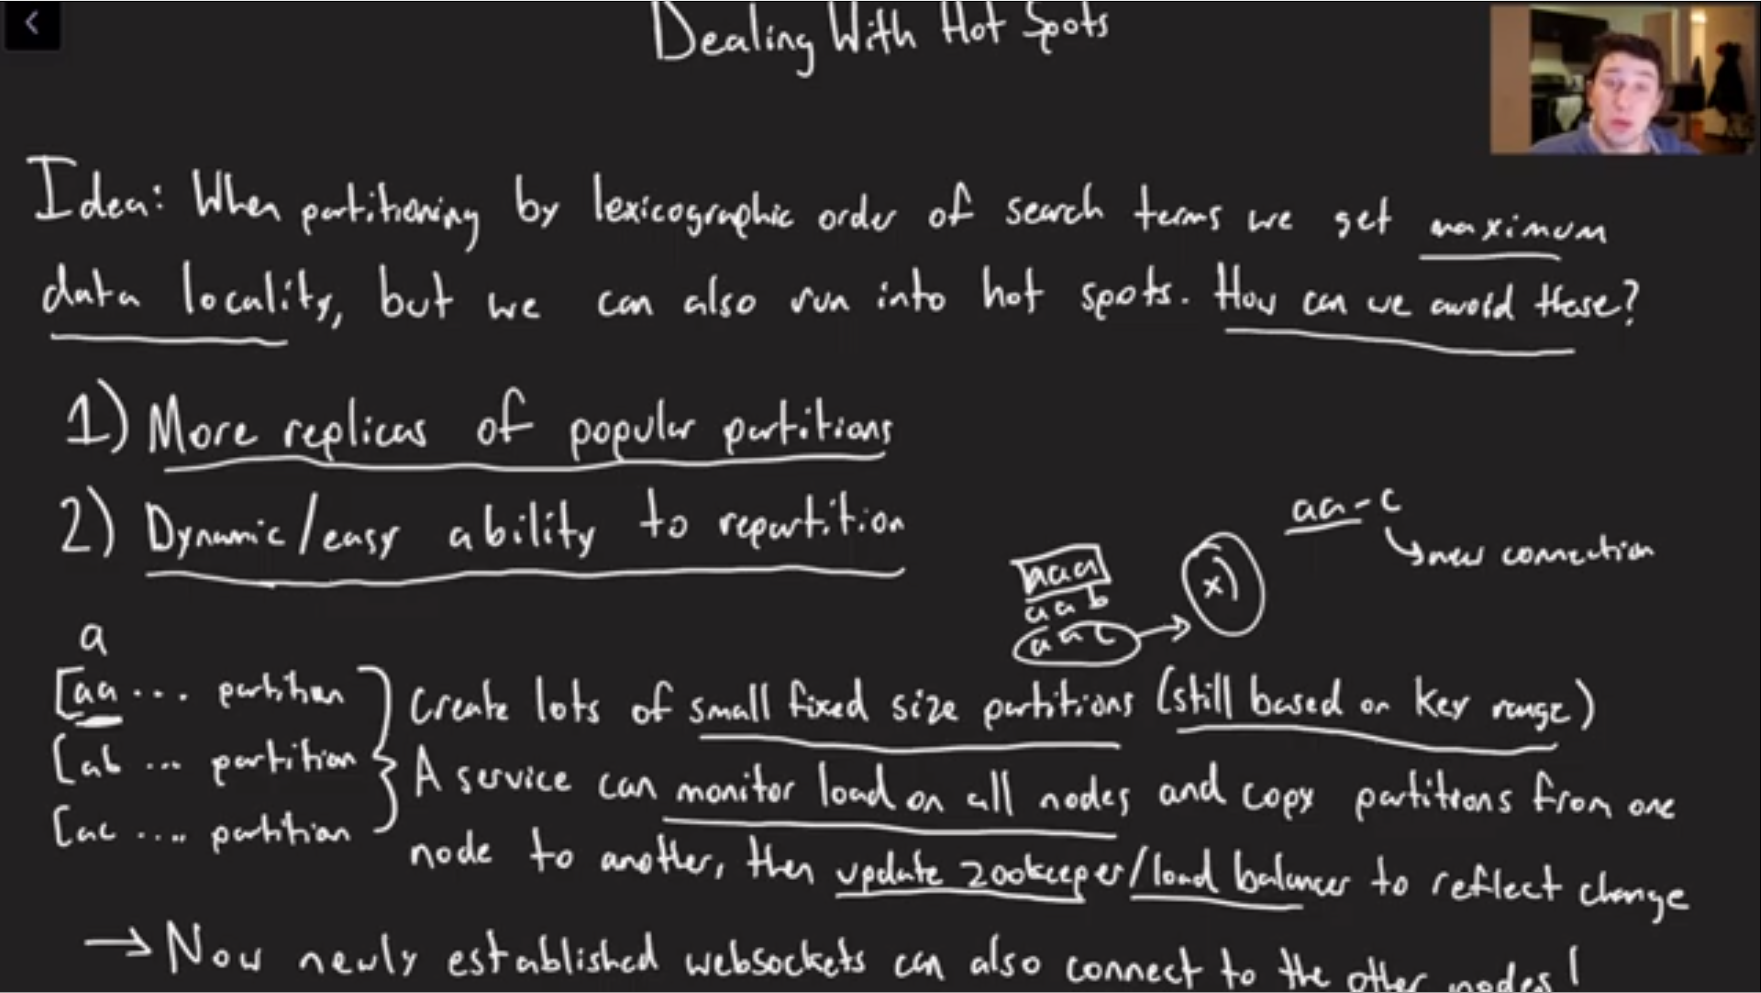 Dealing With Hot Spots
Idea: When partitioning by lexicographic order of search terms we get maximum
data locality, but we can also run into hot spots. How can we avoid these?
1) More replicas of popular partitions
2) Dynamic/easy ability to repartition
aa-c
new connection
aaa
aab
aac
x)
a
[aa ... partition
[ab ... partition
[ac .... partition
Create lots of small fixed size partitions (still based on key range)
A service can monitor load on all nodes and copy partitions from one
node to another, then update zookeeper/load balancer to reflect change
→ Now newly established websockets can also connect to the other nodes!